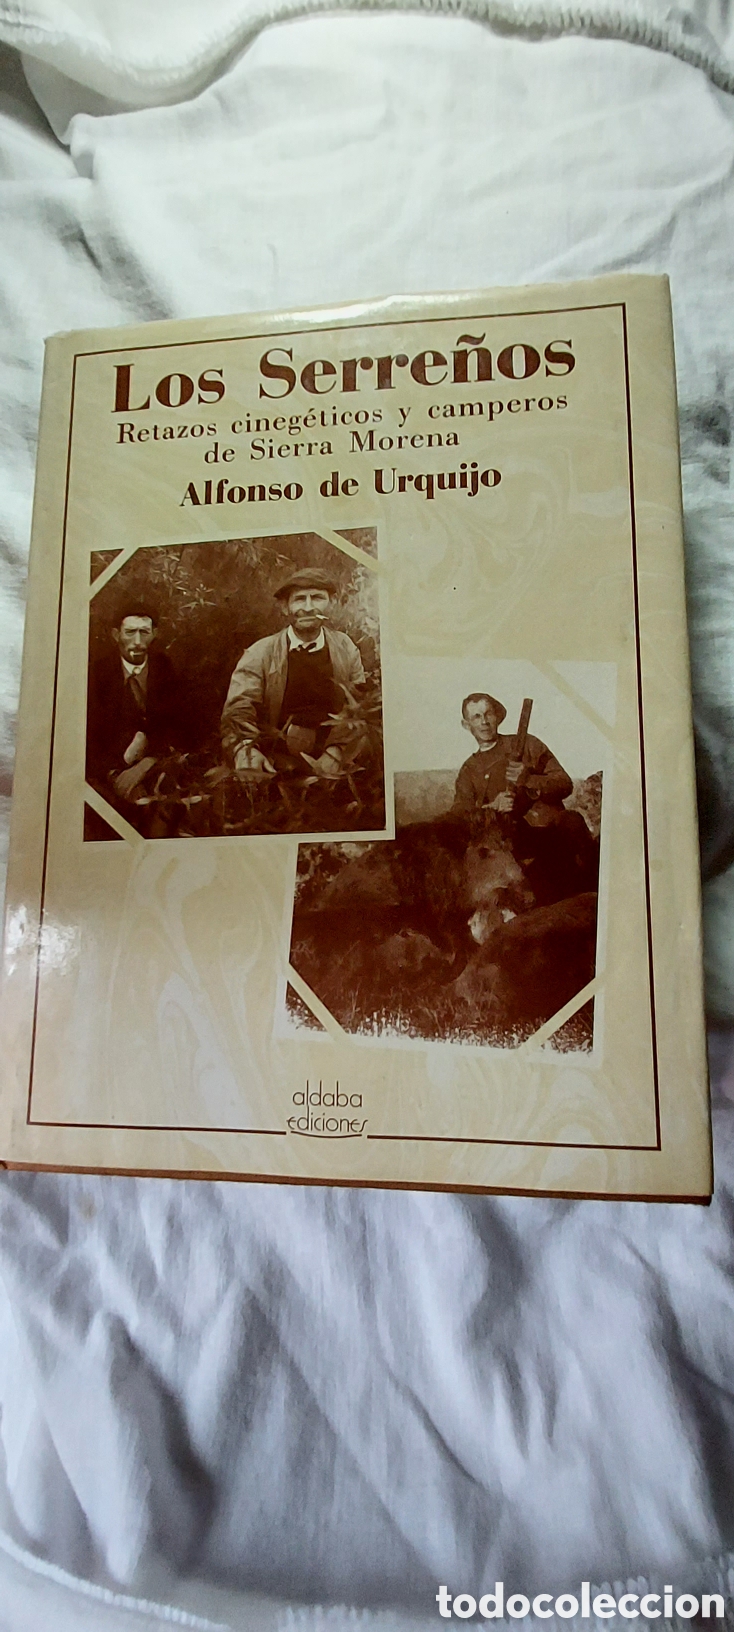 Los Serreños
Retazos cinegéticos y camperos
de Sierra Morena
Alfonso de Urquijo
aldaba
ediciones
todocoleccion